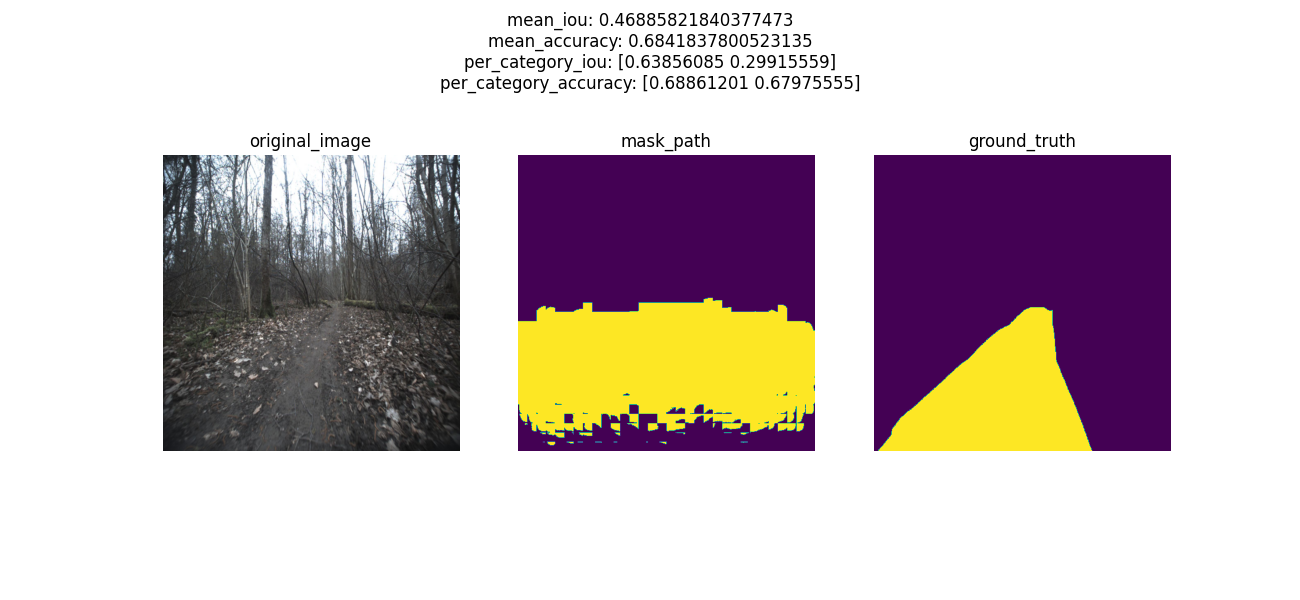 mean_iou: 0.46885821840377473
mean_accuracy: 0.6841837800523135
per_category_iou: [0.63856085 0.29915559]
per_category_accuracy: [0.68861201 0.67975555]
original_image
mask_path
ground_truth